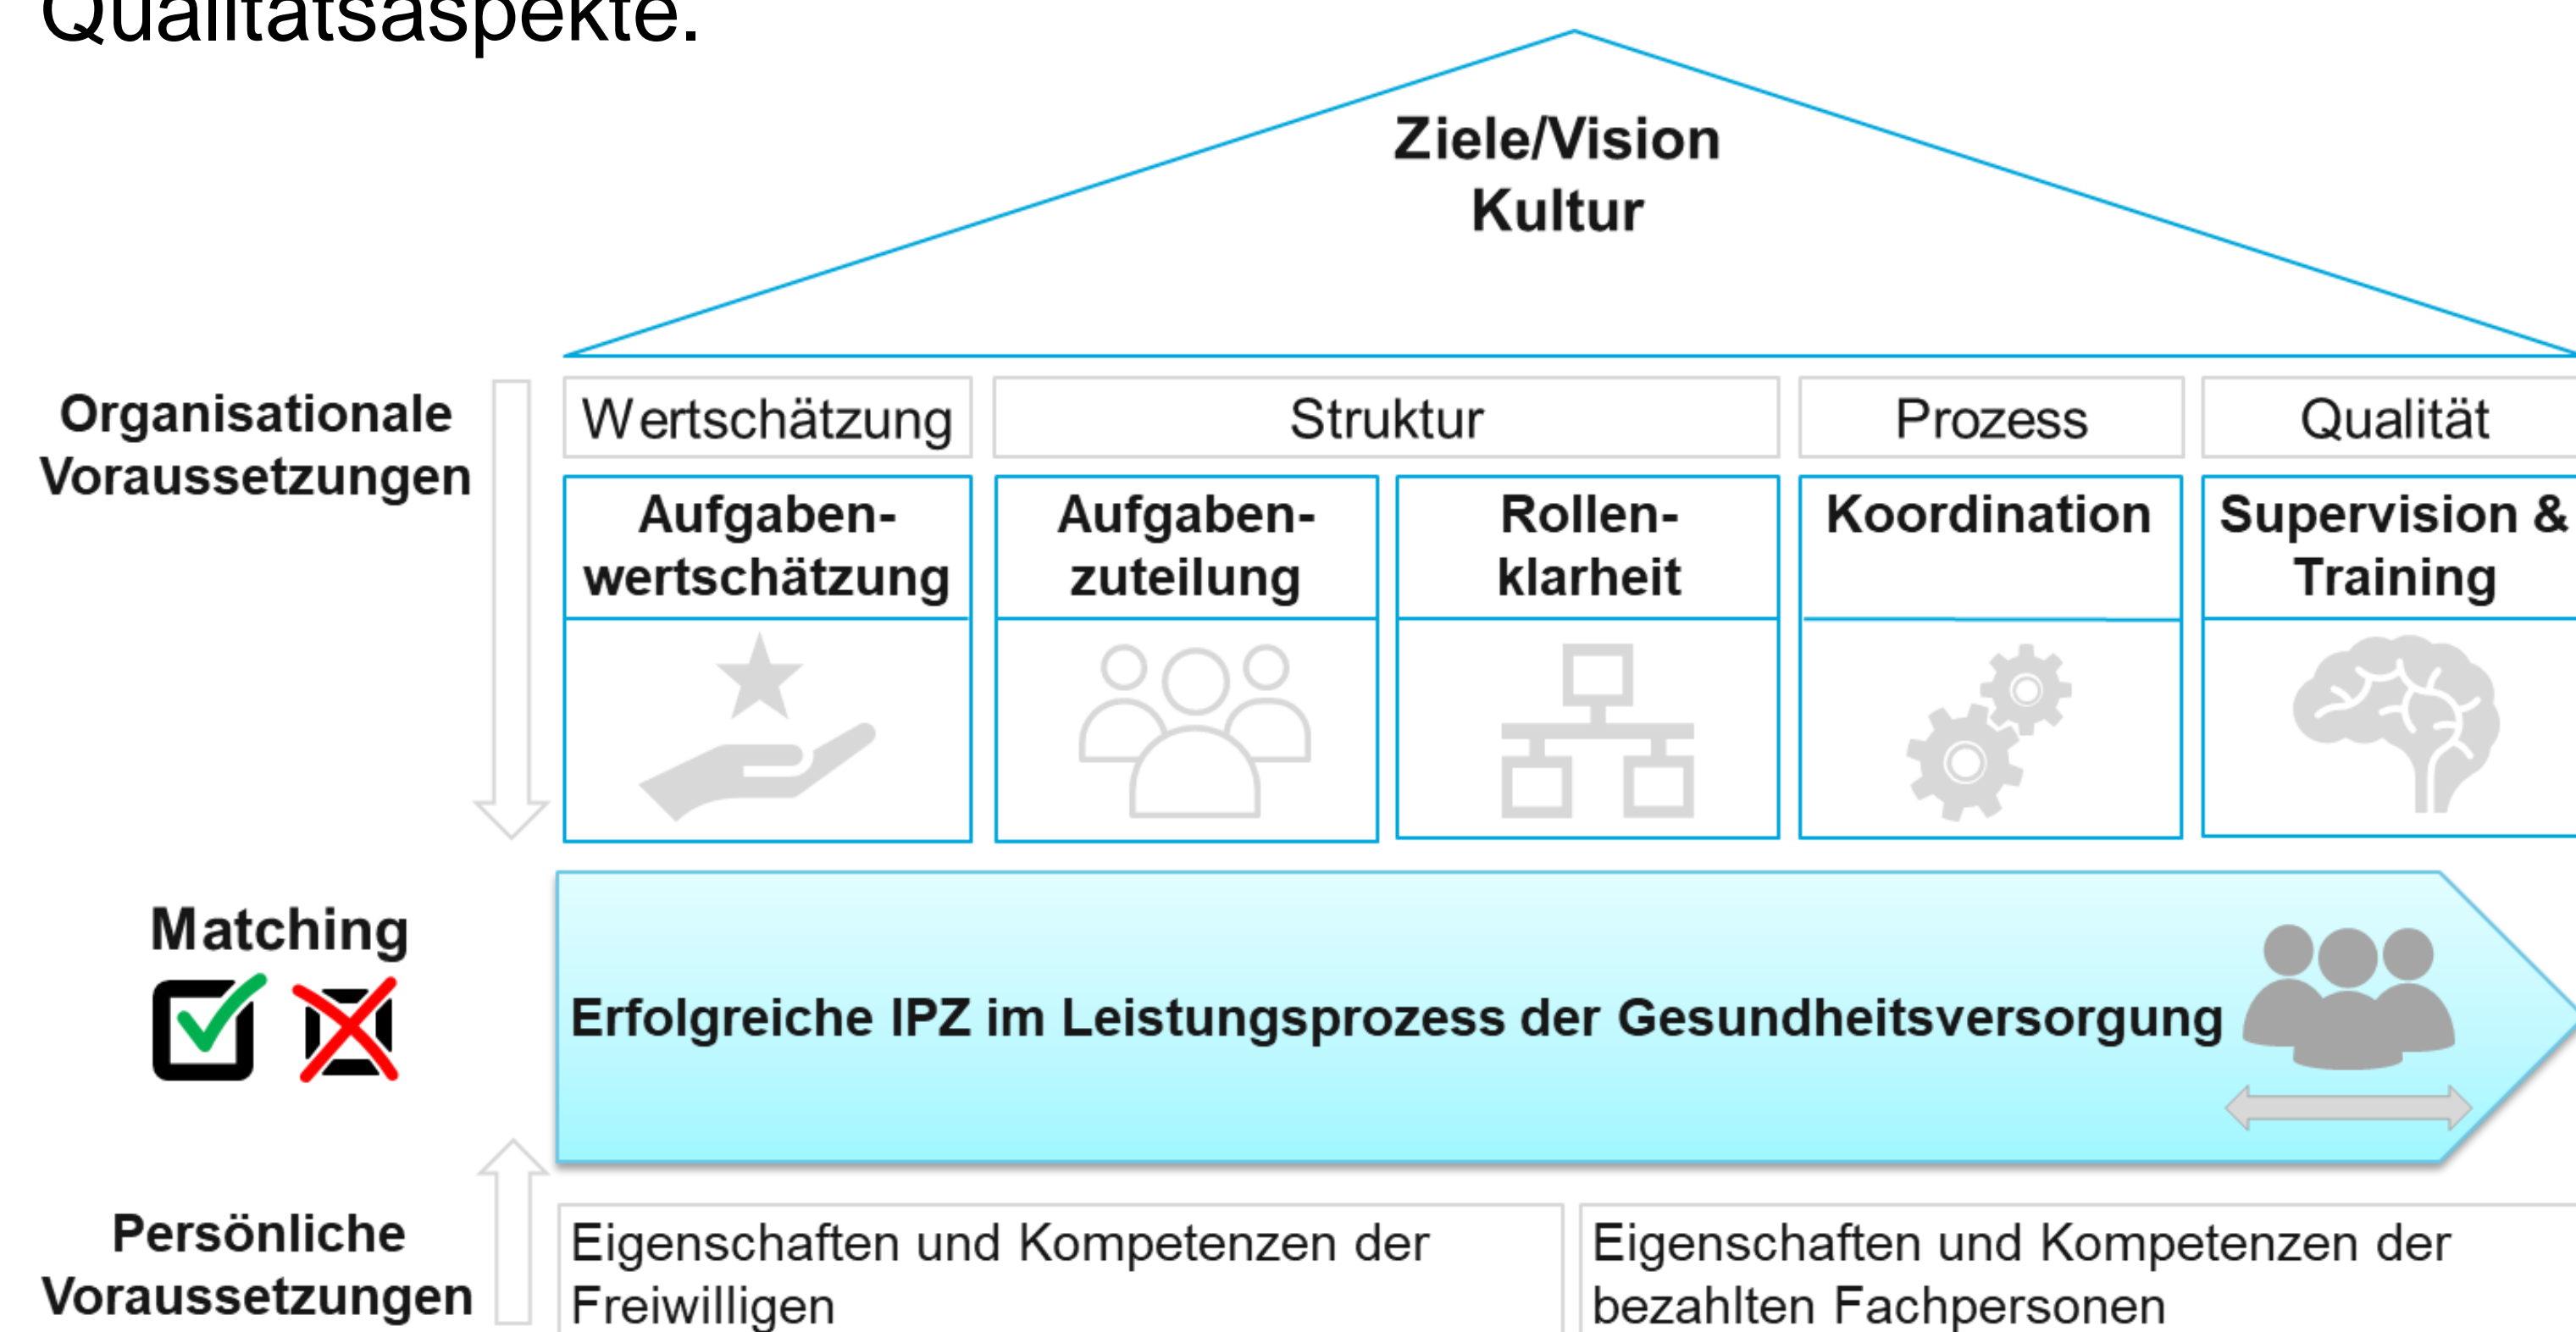 Qualitätsaspekte.
Ziele/Vision
Kultur
Organisationale
Voraussetzungen
Wertschätzung
Struktur
Prozess
Qualität
Aufgaben-
wertschätzung
Aufgaben-
zuteilung
Rollen-
klarheit
Koordination
Supervision &
Training
Matching
Erfolgreiche IPZ im Leistungsprozess der Gesundheitsversorgung
Persönliche
Voraussetzungen
Eigenschaften und Kompetenzen der
Freiwilligen
Eigenschaften und Kompetenzen der
bezahlten Fachpersonen